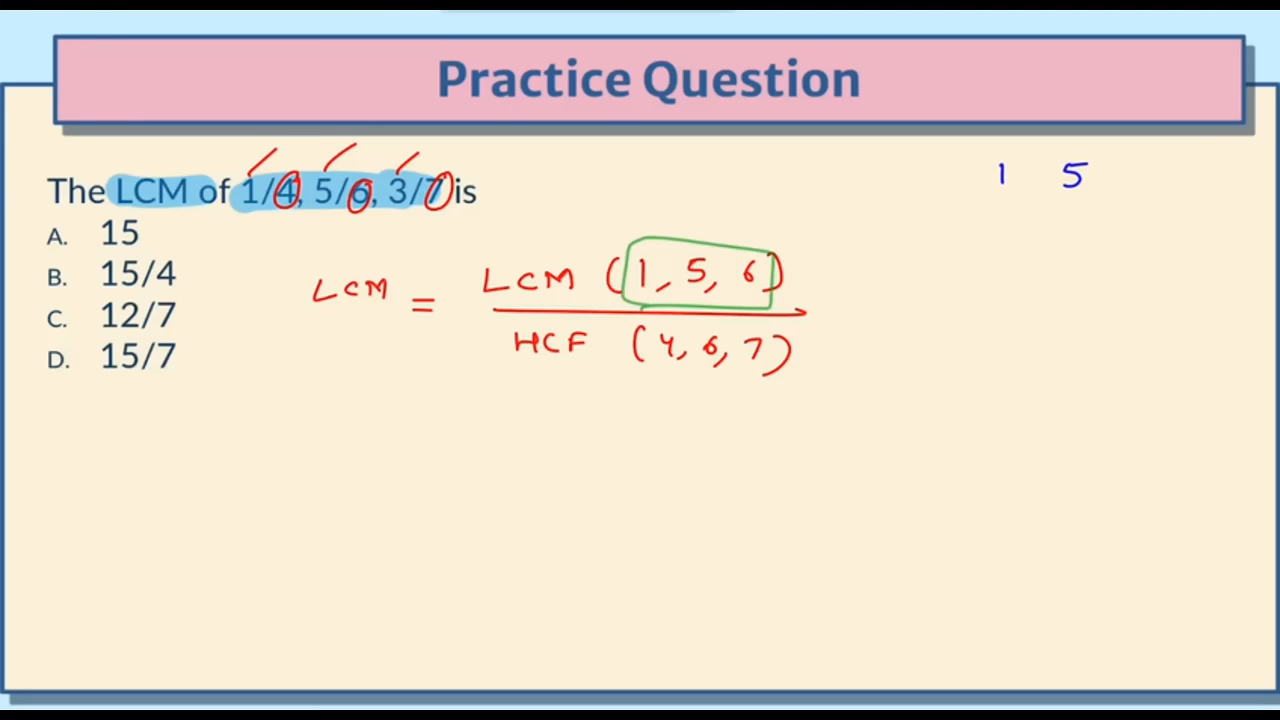 Practice Question
1 5
The LCM of 1/4, 5/6, 3/7 is
A. 15
B. 15/4
C. 12/7
D. 15/7
LCM = LCM (1, 5, 6)
HCF (4, 6, 7)